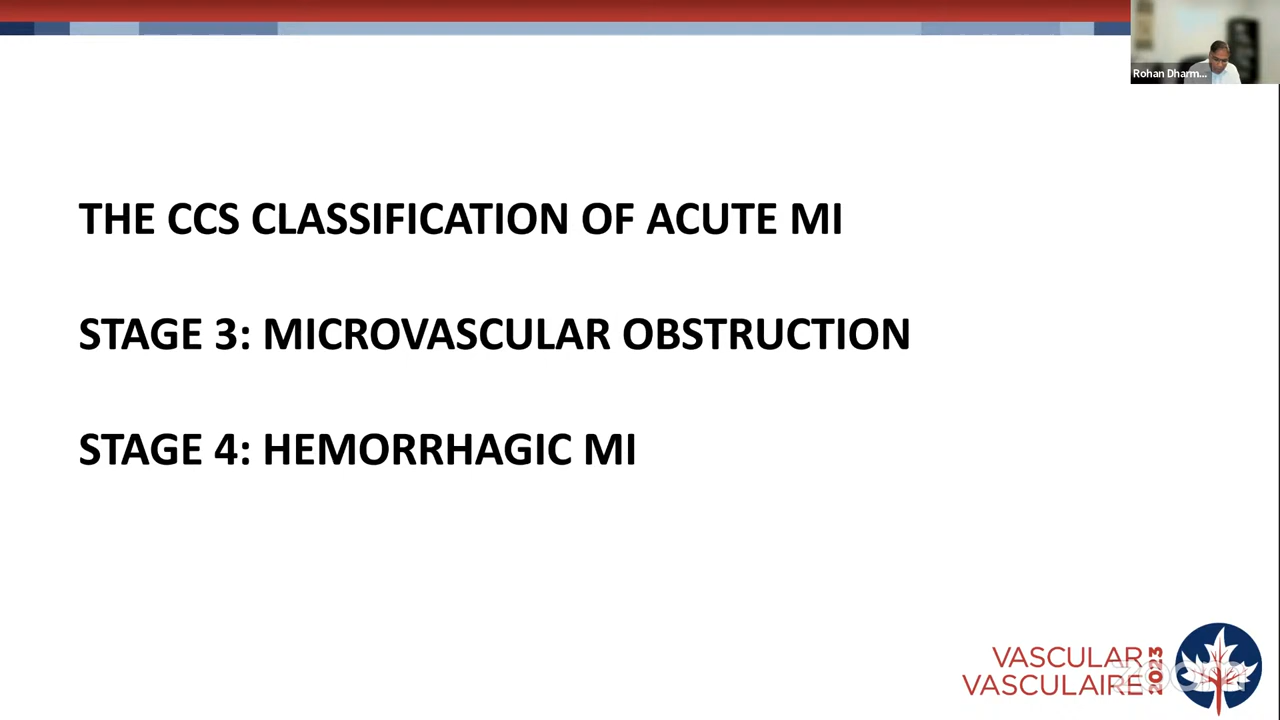 Rohan Dharm...
THE CCS CLASSIFICATION OF ACUTE MI
STAGE 3: MICROVASCULAR OBSTRUCTION
STAGE 4: HEMORRHAGIC MI
VASCULAR
VASCULAIRE
2023
zoom